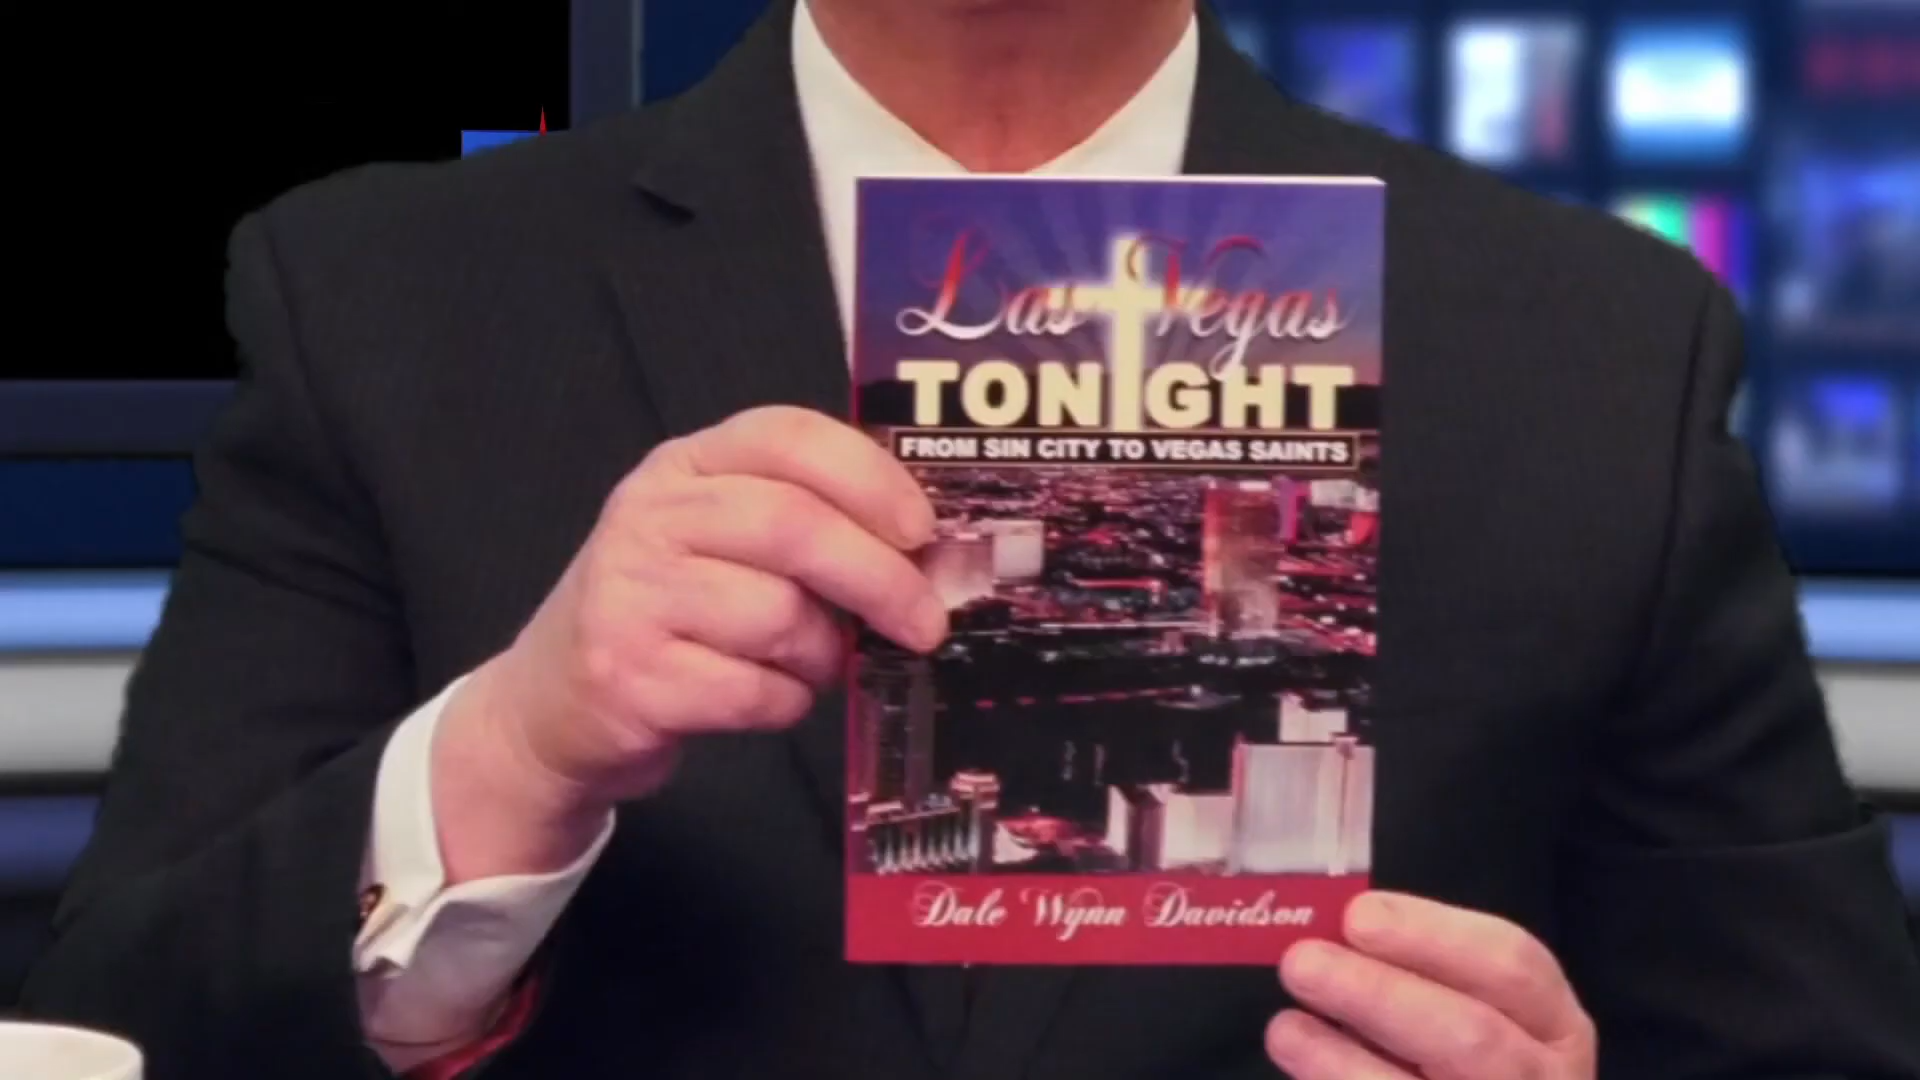 Las Vegas
TONIGHT
FROM SIN CITY TO VEGAS SAINTS
Dale Wynn Davidson